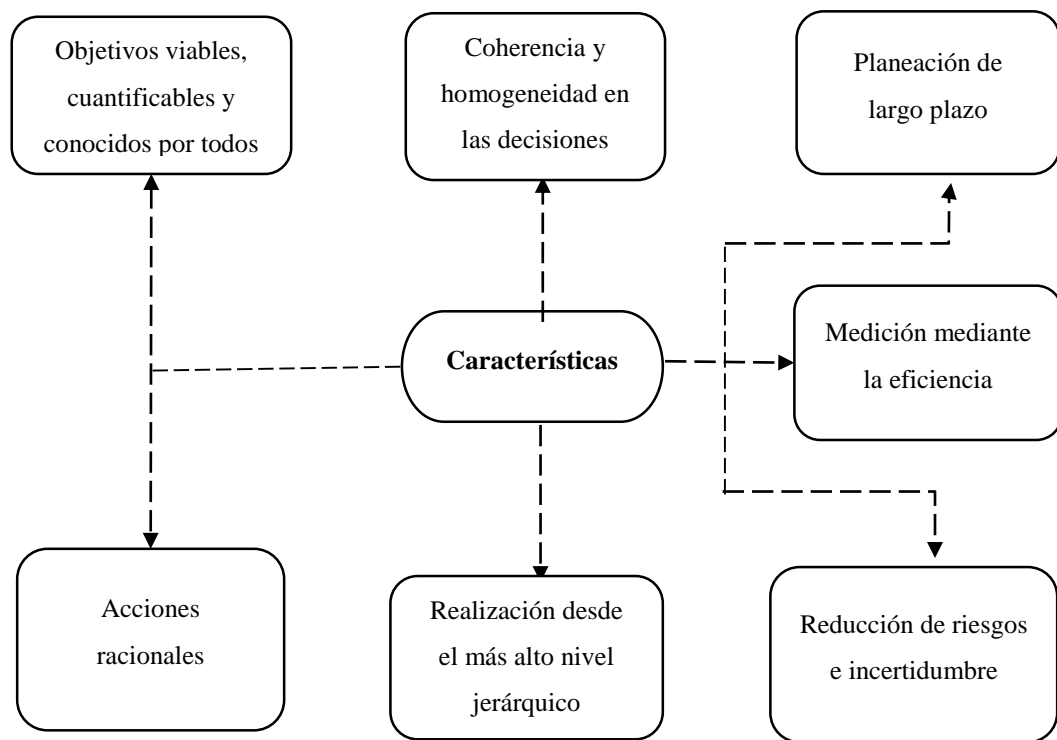 Objetivos viables,
cuantificables y
conocidos por todos
Coherencia y
homogeneidad en
las decisiones
Planeación de
largo plazo
Características
Medición mediante
la eficiencia
Acciones
racionales
Realización desde
el más alto nivel
jerárquico
Reducción de riesgos
e incertidumbre